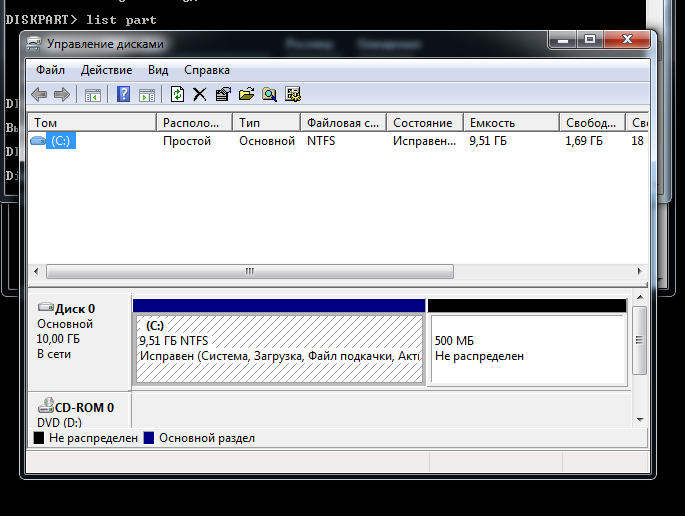 DISKPART> list part
Управление дисками
Файл Действие Вид Справка
Том Располо... Тип Файловая с... Состояние Емкость Свобод... Сво
(C:) Простой Основной NTFS Исправен... 9,51 ГБ 1,69 ГБ 18
Диск 0
Основной
10,00 ГБ
В сети
(C:)
9,51 ГБ NTFS
Исправен (Система, Загрузка, Файл подкачки, Акти
500 МБ
Не распределен
CD-ROM 0
DVD (D:)
Не распределен Основной раздел